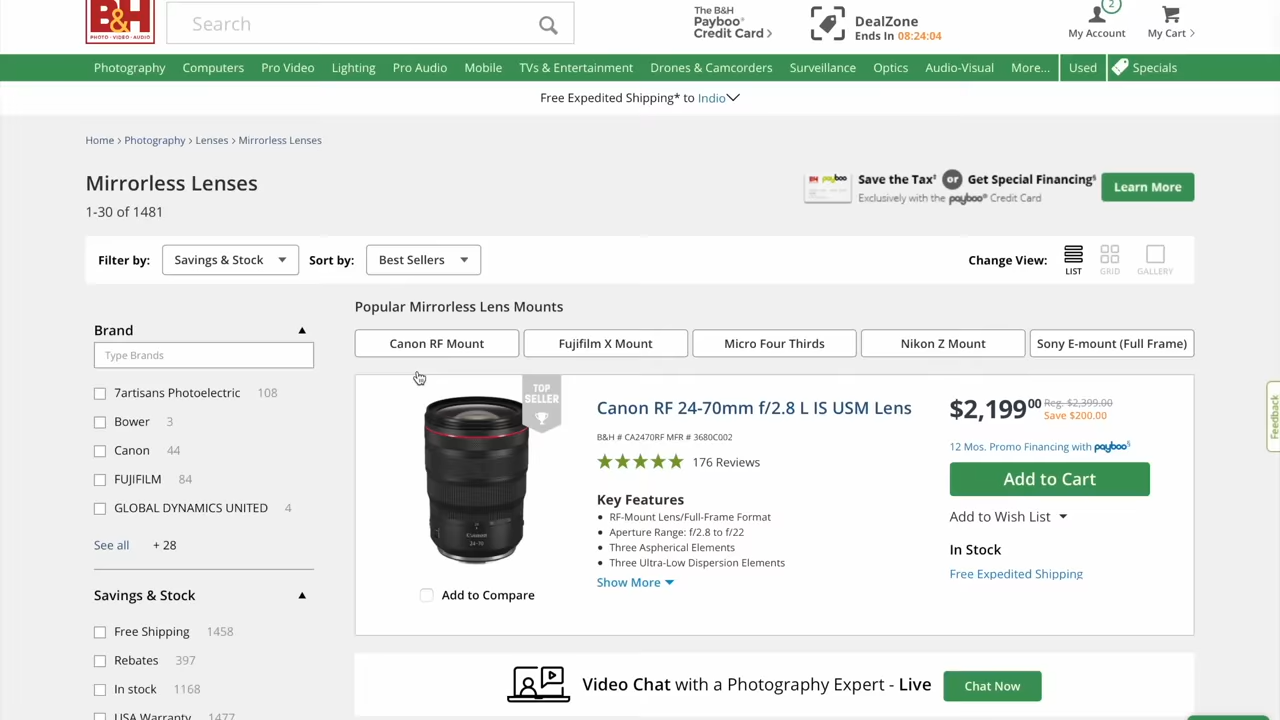 B&H
PHOTO · VIDEO · AUDIO
Search
The B&H
Payboo®
Credit Card >
DealZone
Ends In 08:24:04
2
My Account
My Cart >
Photography Computers Pro Video Lighting Pro Audio Mobile TVs & Entertainment Drones & Camcorders Surveillance Optics Audio-Visual More... Used Specials
Free Expedited Shipping* to Indio
Home > Photography > Lenses > Mirrorless Lenses
Mirrorless Lenses
1-30 of 1481
Save the Tax‡ or Get Special Financing§
Exclusively with the payboo® Credit Card
Learn More
Filter by: Savings & Stock Sort by: Best Sellers
Change View: LIST GRID GALLERY
Brand
Type Brands
7artisans Photoelectric 108
Bower 3
Canon 44
FUJIFILM 84
GLOBAL DYNAMICS UNITED 4
See all + 28
Savings & Stock
Free Shipping 1458
Rebates 397
In stock 1168
USA Warranty 1477
Popular Mirrorless Lens Mounts
Canon RF Mount Fujifilm X Mount Micro Four Thirds Nikon Z Mount Sony E-mount (Full Frame)
TOP
SELLER
Canon
24-70
Add to Compare
Canon RF 24-70mm f/2.8 L IS USM Lens
B&H # CA2470RF MFR # 3680C002
176 Reviews
Key Features
• RF-Mount Lens/Full-Frame Format
• Aperture Range: f/2.8 to f/22
• Three Aspherical Elements
• Three Ultra-Low Dispersion Elements
Show More
$2,199.00 Reg. $2,399.00
Save $200.00
12 Mos. Promo Financing with payboo§
Add to Cart
Add to Wish List
In Stock
Free Expedited Shipping
Video Chat with a Photography Expert - Live
Chat Now
Feedback